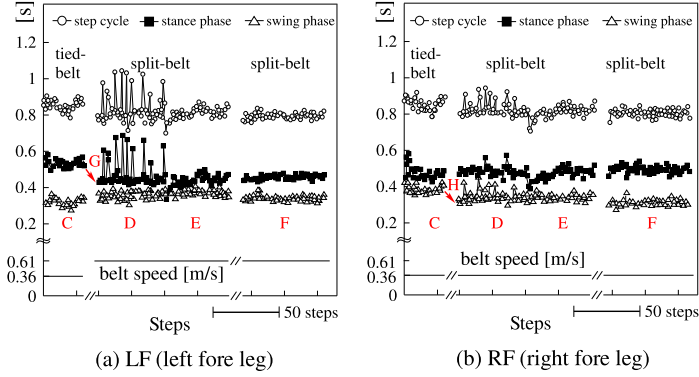 [s]
step cycle stance phase swing phase
tied-
belt
split-belt
split-belt
1.2
1
0.8
0.6
0.4
0.2
G
C
D
E
F
0.61
0.36
0
belt speed [m/s]
Steps
50 steps
(a) LF (left fore leg)
[s]
step cycle stance phase swing phase
tied-
belt
split-belt
split-belt
1.2
1
0.8
0.6
0.4
0.2
H
C
D
E
F
0.61
0.36
0
belt speed [m/s]
Steps
50 steps
(b) RF (right fore leg)